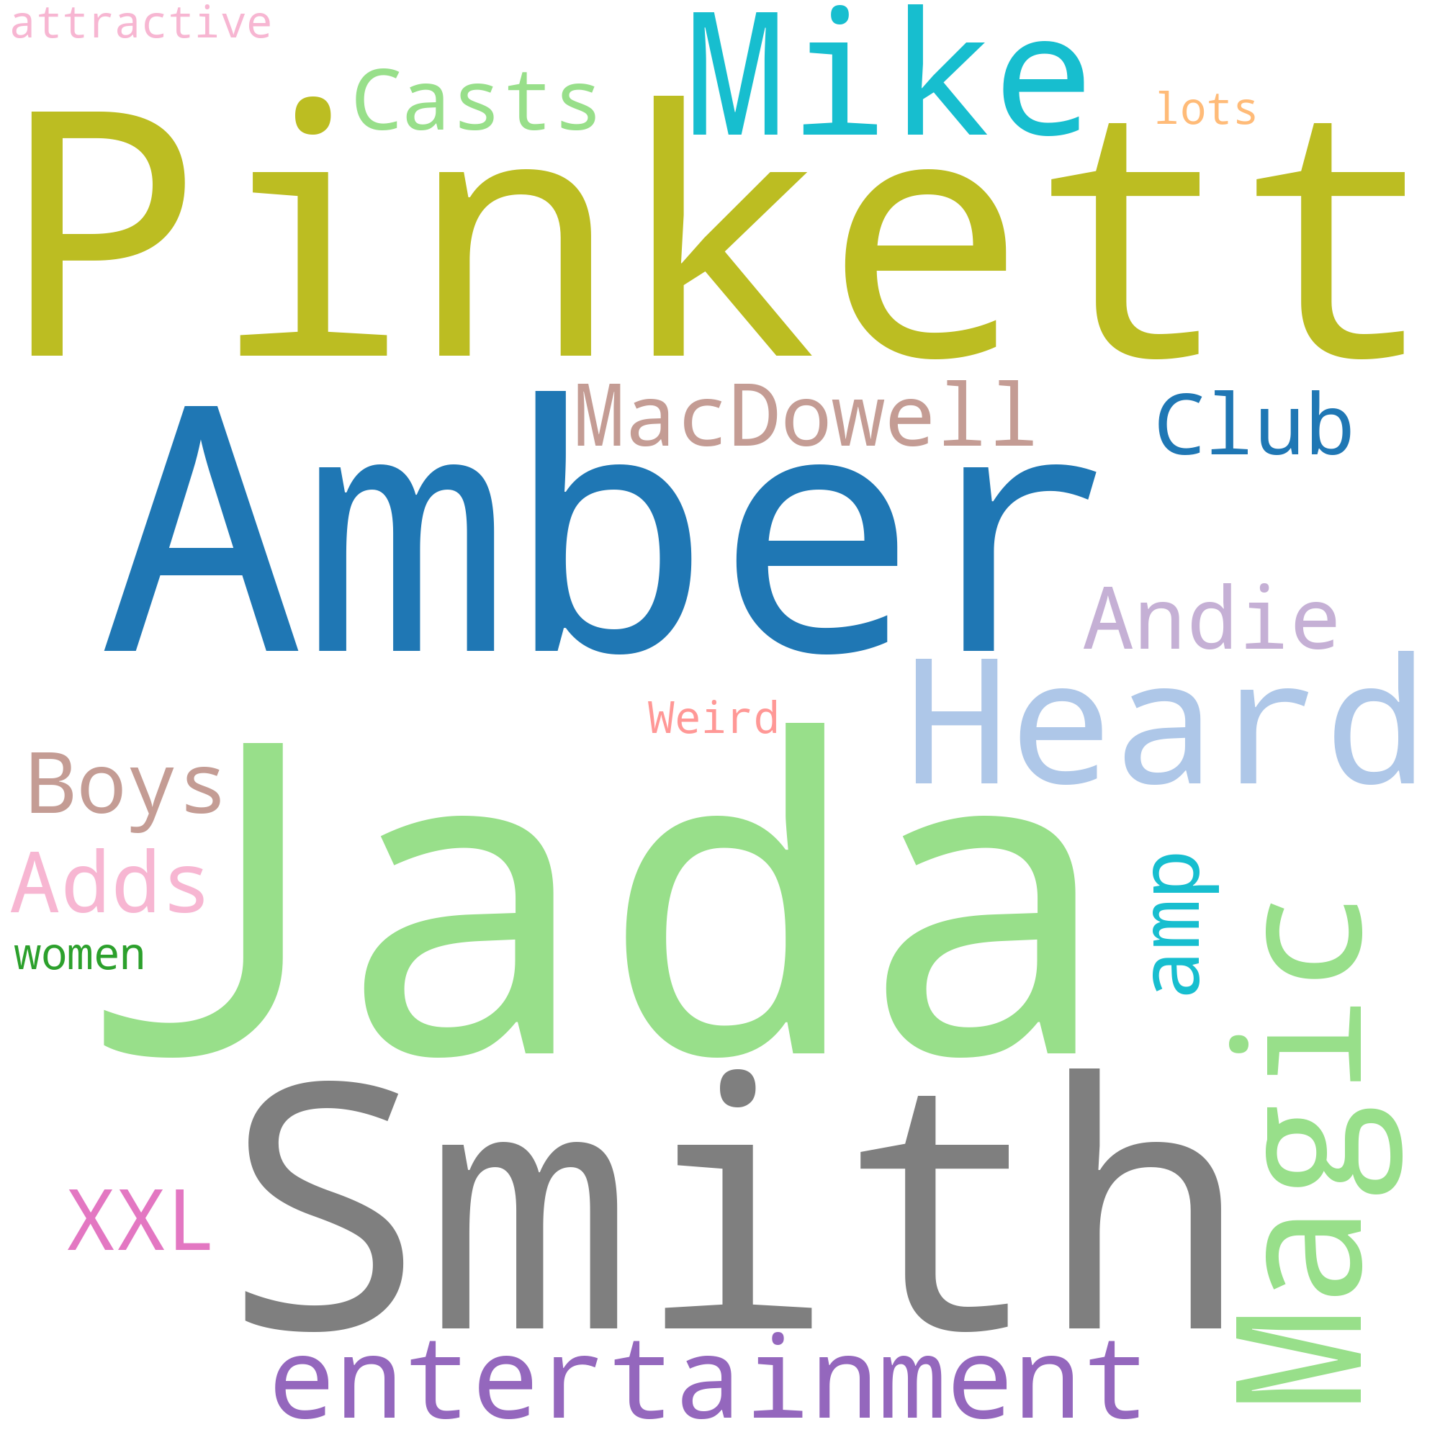 attractive
Mike
Casts
lots
Pinkett
MacDowell
Club
Amber
Andie
Heard
Weird
Boys
Jada
Adds
amp
women
Magic
Smith
XXL
entertainment